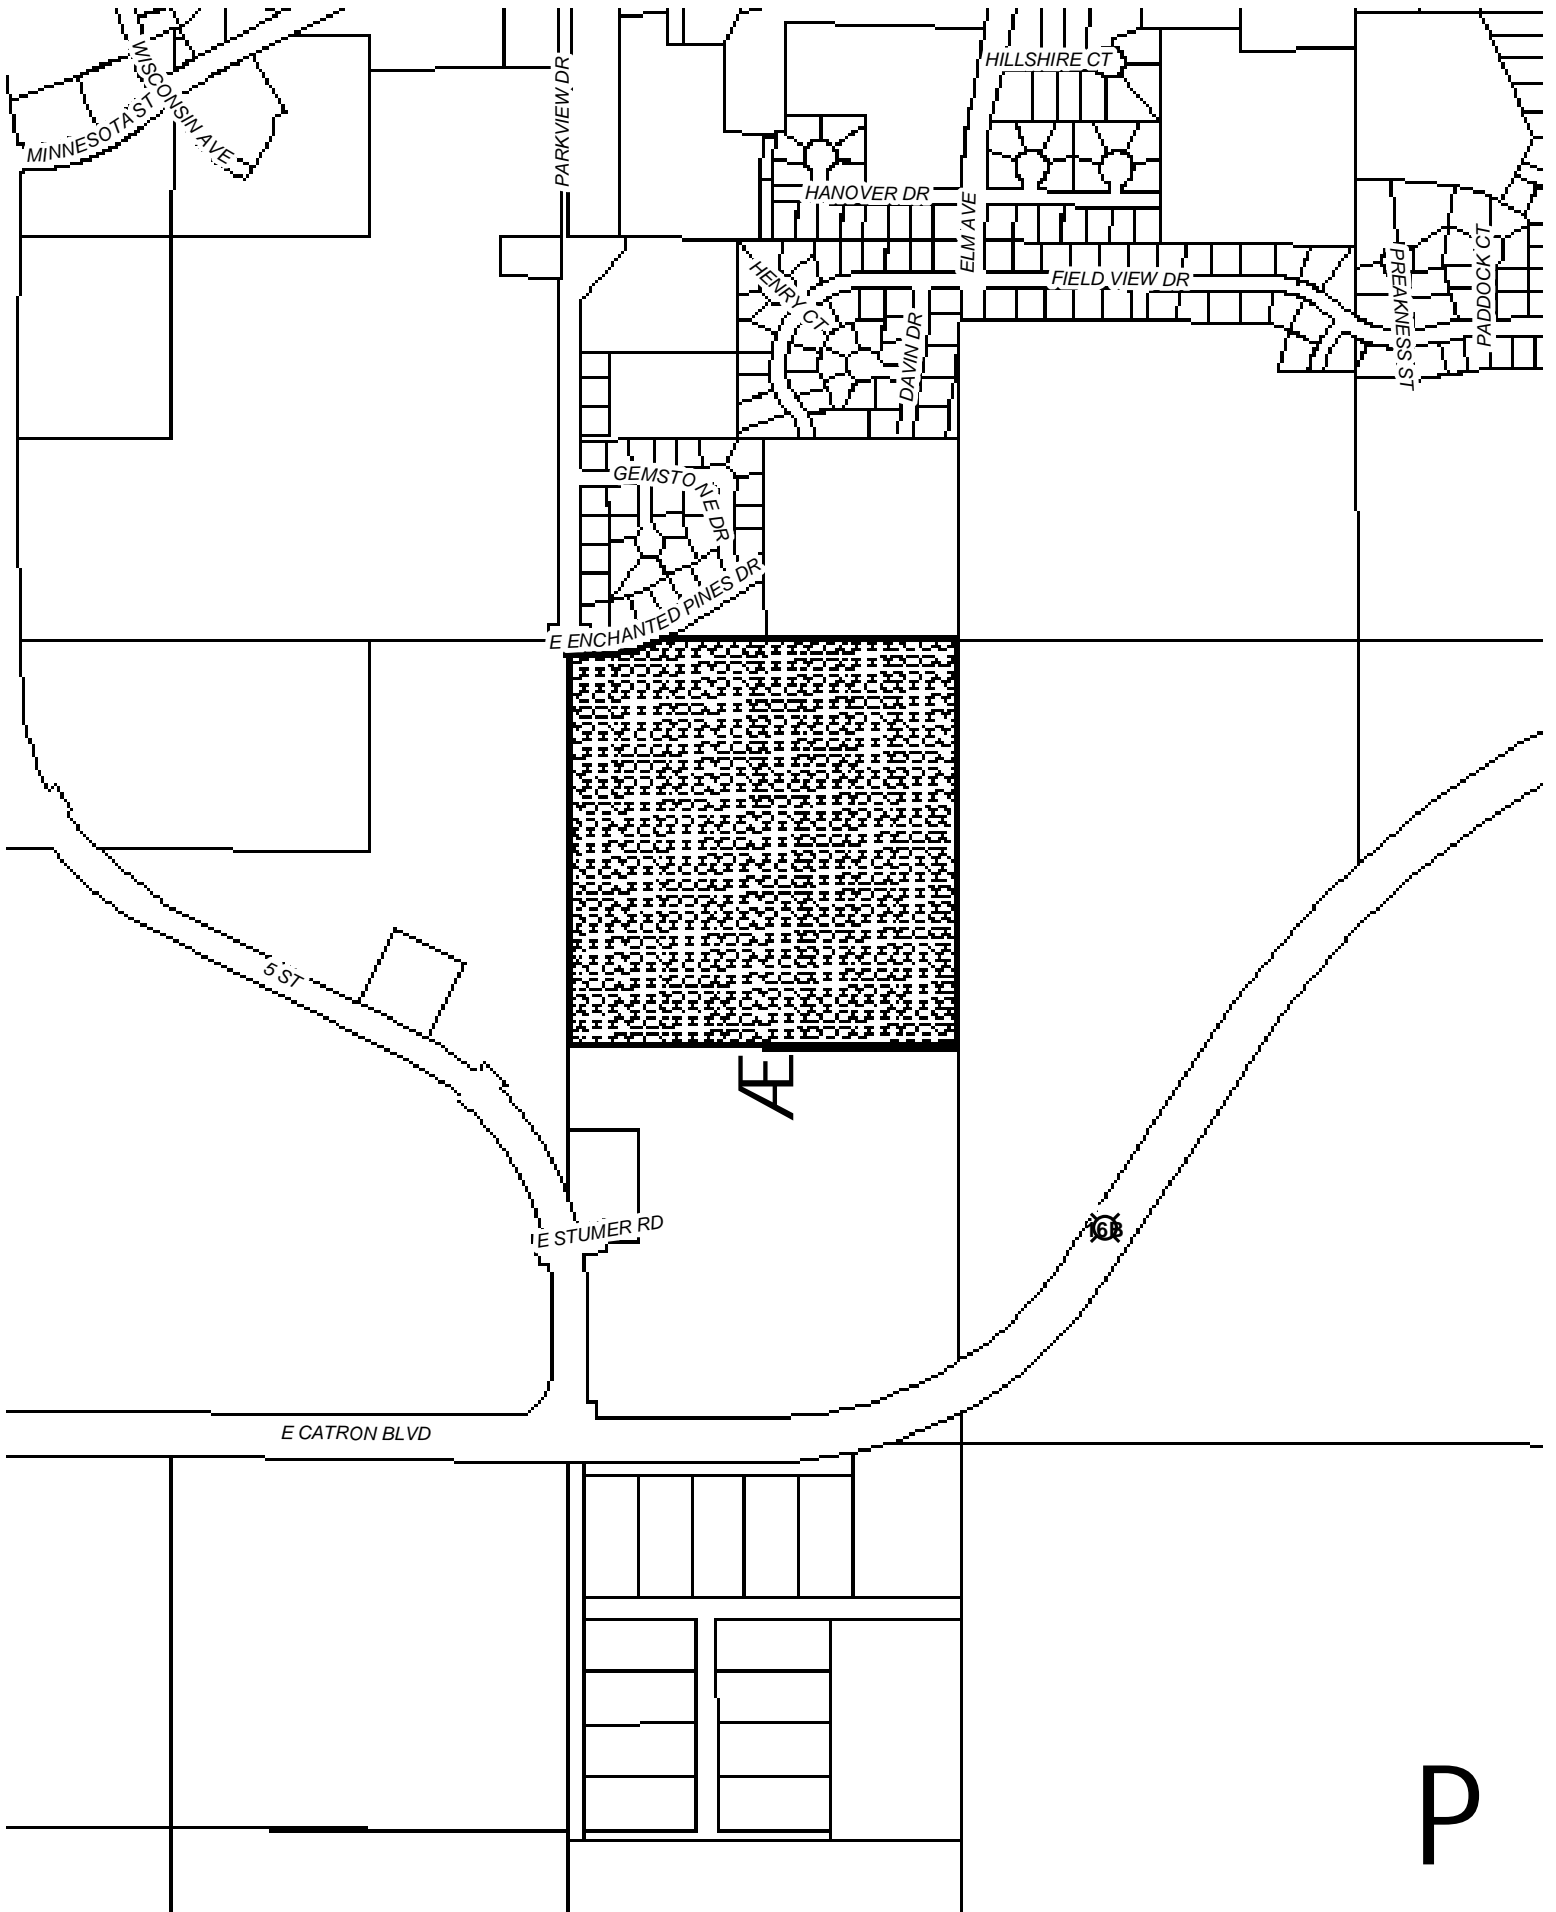 HILLSHIRE CT
WISCONSIN AVE
MINNESOTA ST
PARKVIEW DR
HANOVER DR
ELM AVE
HENRY CT
FIELD VIEW DR
PREAKNESS ST
PADDOCK CT
DAVIN DR
GEMSTONE DR
E ENCHANTED PINES DR
5 ST
Æ
E STUMER RD
16B
E CATRON BLVD
P